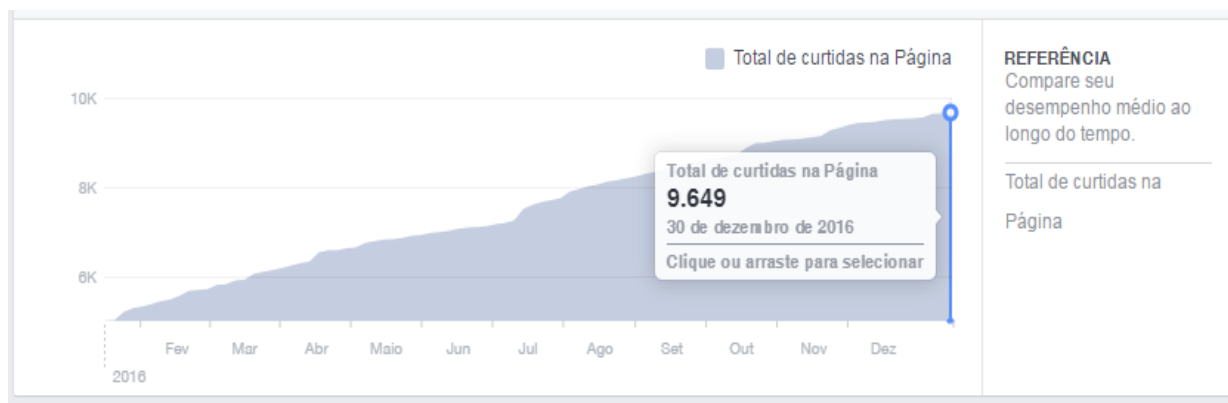 Total de curtidas na Página
10K
8K
6K
Total de curtidas na Página
9.649
30 de dezembro de 2016
Clique ou arraste para selecionar
Fev Mar Abr Maio Jun Jul Ago Set Out Nov Dez
2016
REFERÊNCIA
Compare seu
desempenho médio ao
longo do tempo.
Total de curtidas na
Página